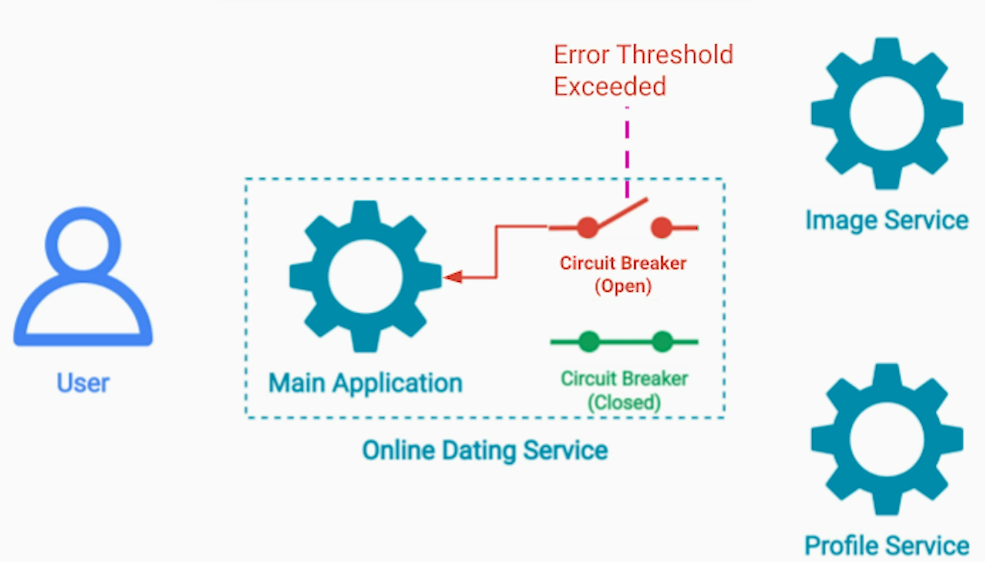 Error Threshold
Exceeded
Image Service
Circuit Breaker
(Open)
User
Main Application
Circuit Breaker
(Closed)
Online Dating Service
Profile Service